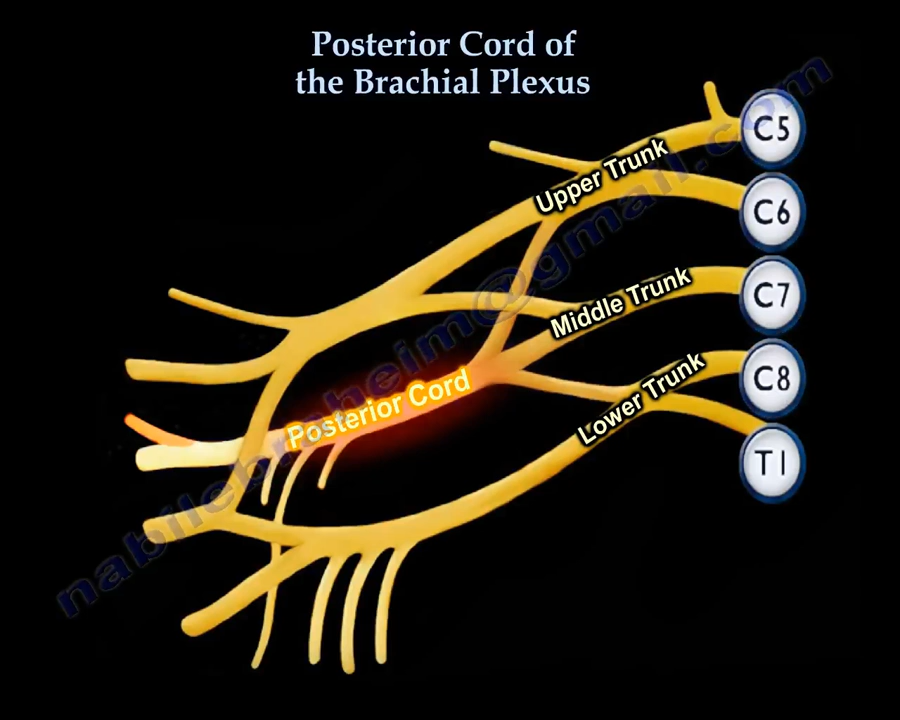 Posterior Cord of
the Brachial Plexus
C5
Upper Trunk
C6
Middle Trunk
C7
Lower Trunk
C8
Posterior Cord
T1
nabilebraheim@gmail.com